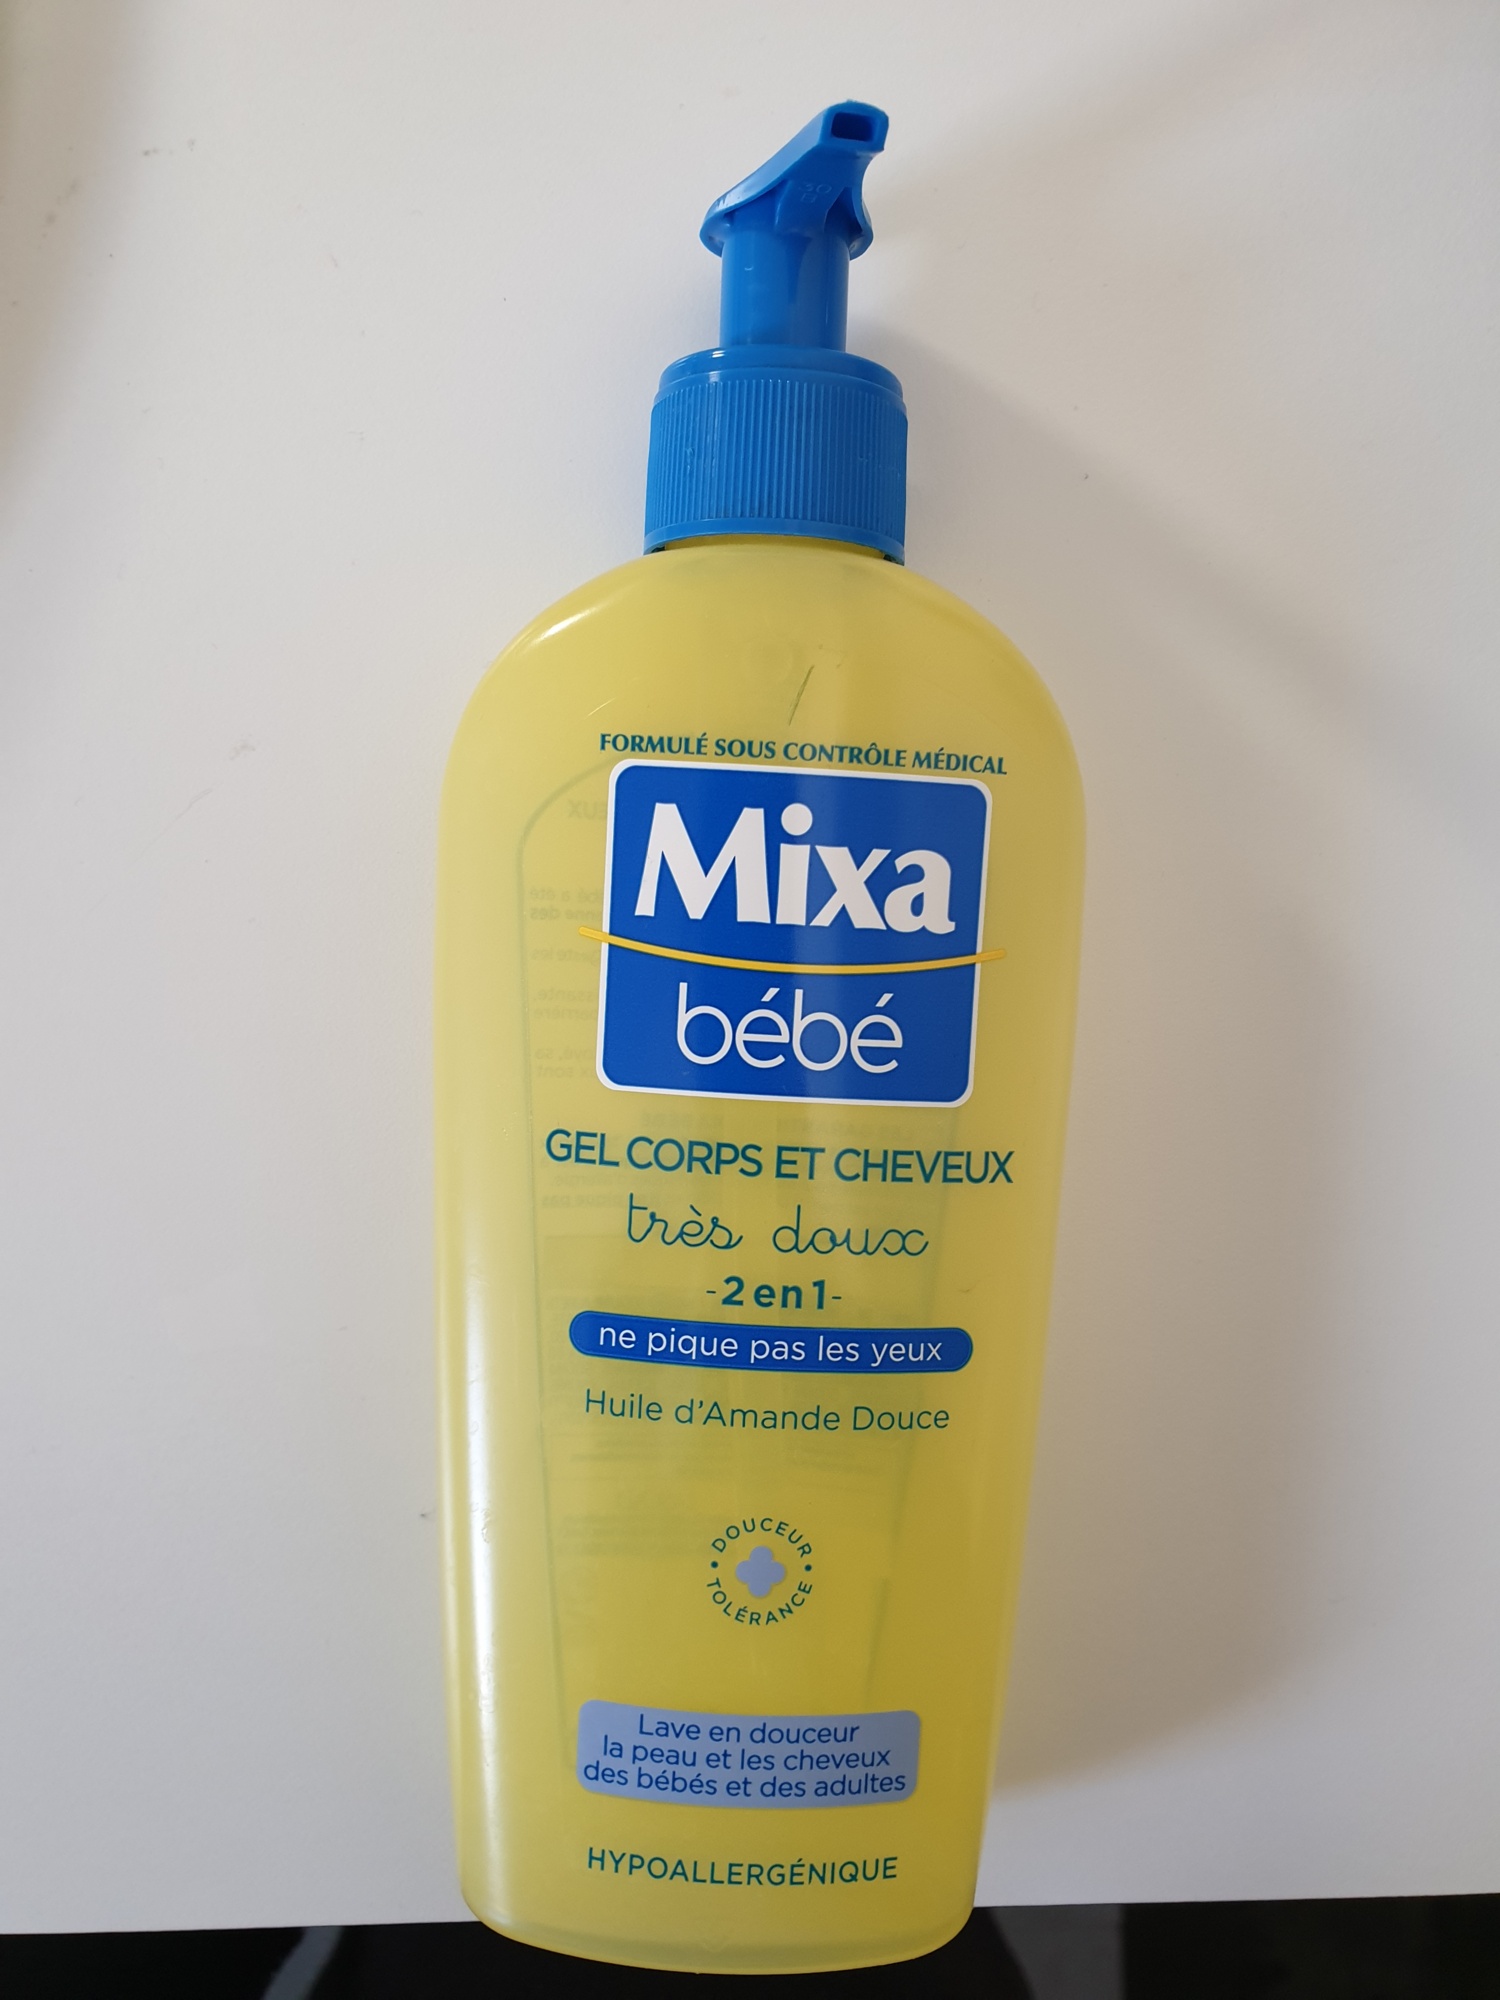 FORMULÉ SOUS CONTRÔLE MÉDICAL
Mixa
bébé
GEL CORPS ET CHEVEUX
très doux
-2 en 1-
ne pique pas les yeux
Huile d'Amande Douce
DOUCEUR
TOLÉRANCE
Lave en douceur
la peau et les cheveux
des bébés et des adultes
HYPOALLERGÉNIQUE